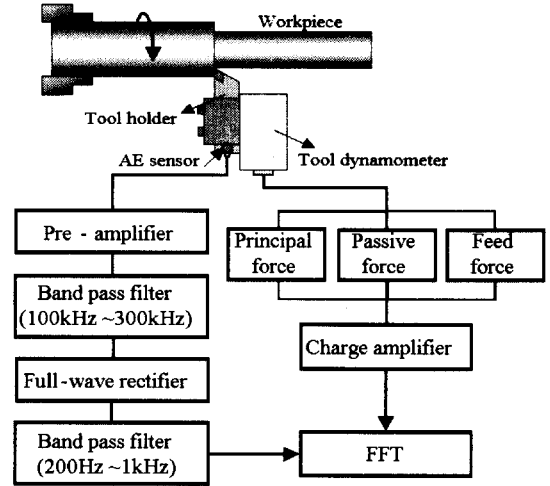 Workpiece
Tool holder
AE sensor
Tool dynamometer
Pre - amplifier
Principal
force
Passive
force
Feed
force
Band pass filter
(100kHz ~300kHz)
Charge amplifier
Full-wave rectifier
Band pass filter
(200Hz ~1kHz)
FFT